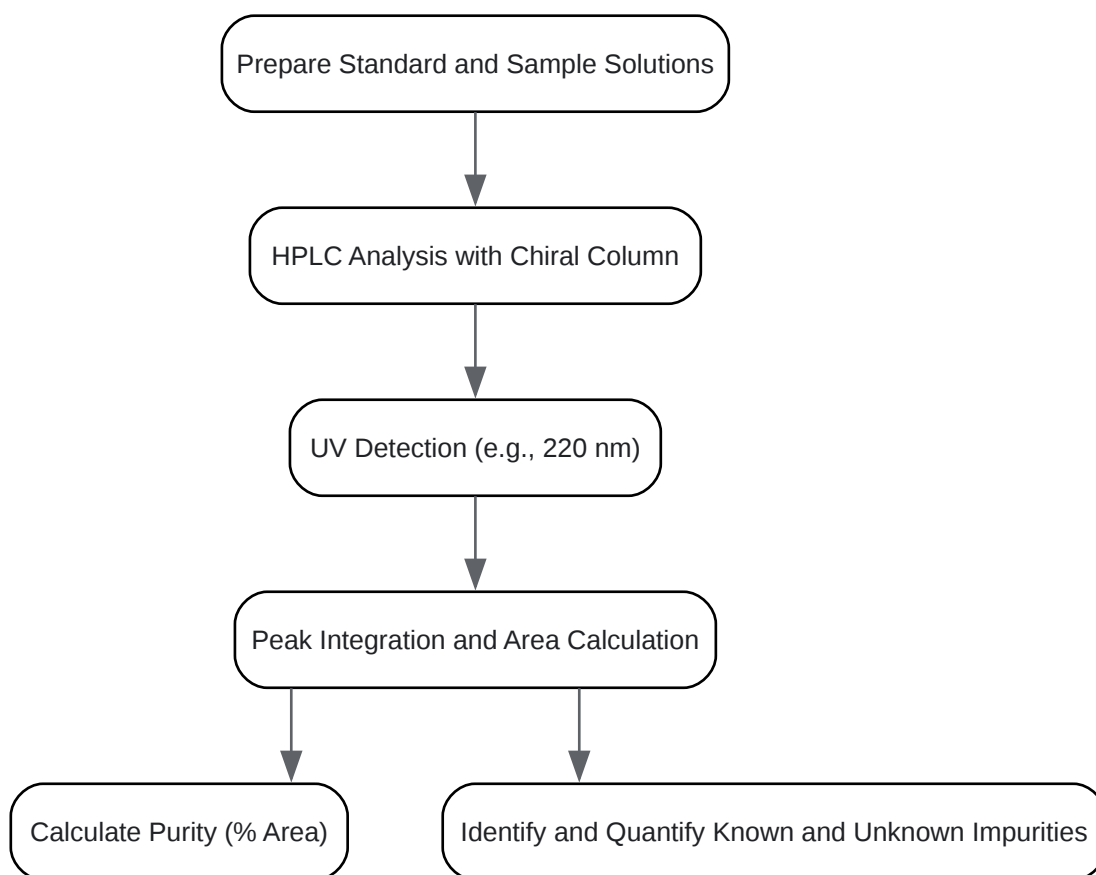 Prepare Standard and Sample Solutions
HPLC Analysis with Chiral Column
UV Detection (e.g., 220 nm)
Peak Integration and Area Calculation
Calculate Purity (% Area)
Identify and Quantify Known and Unknown Impurities